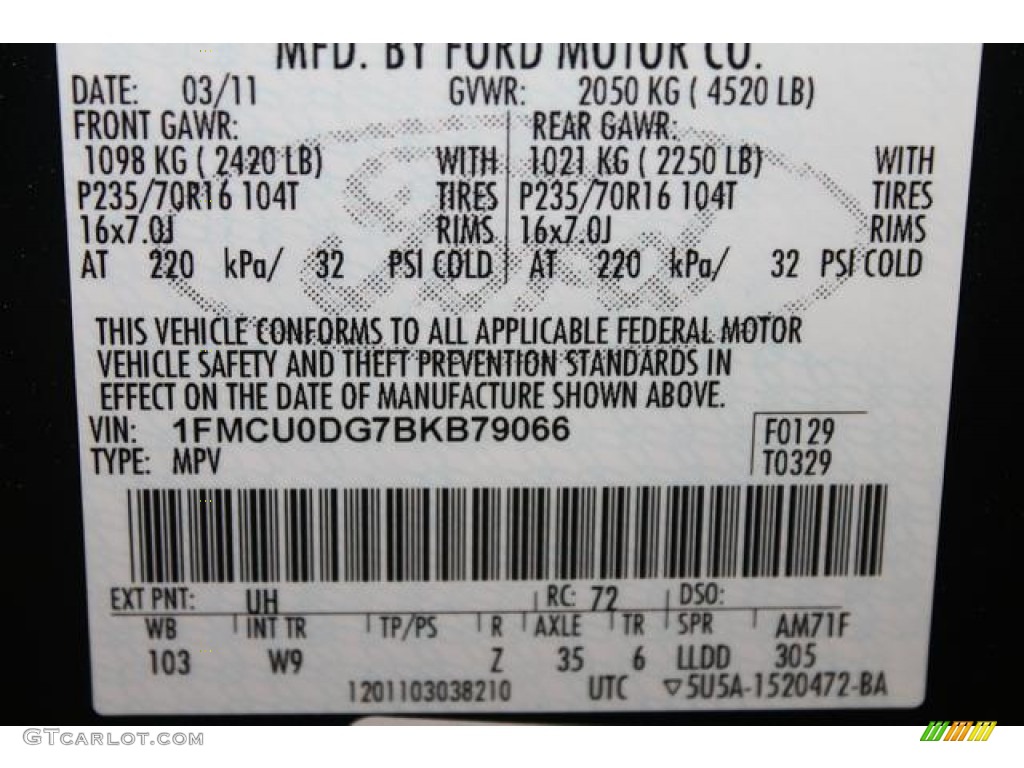 MFD. BY FORD MOTOR CO.
DATE: 03/11 GVWR: 2050 KG ( 4520 LB)
FRONT GAWR: REAR GAWR:
1098 KG ( 2420 LB) WITH 1021 KG ( 2250 LB) WITH
P235/70R16 104T TIRES P235/70R16 104T TIRES
16x7.0J RIMS 16x7.0J RIMS
AT 220 kPa/ 32 PSI COLD AT 220 kPa/ 32 PSI COLD
THIS VEHICLE CONFORMS TO ALL APPLICABLE FEDERAL MOTOR
VEHICLE SAFETY AND THEFT PREVENTION STANDARDS IN
EFFECT ON THE DATE OF MANUFACTURE SHOWN ABOVE.
VIN: 1FMCU0DG7BKB79066 F0129
TYPE: MPV T0329
EXT PNT: UH RC: 72 DSO:
WB INT TR TP/PS R AXLE TR SPR AM71F
103 W9 Z 35 6 LLDD 305
1201103038210 UTC ▽5U5A-1520472-BA
GTCarLot.com